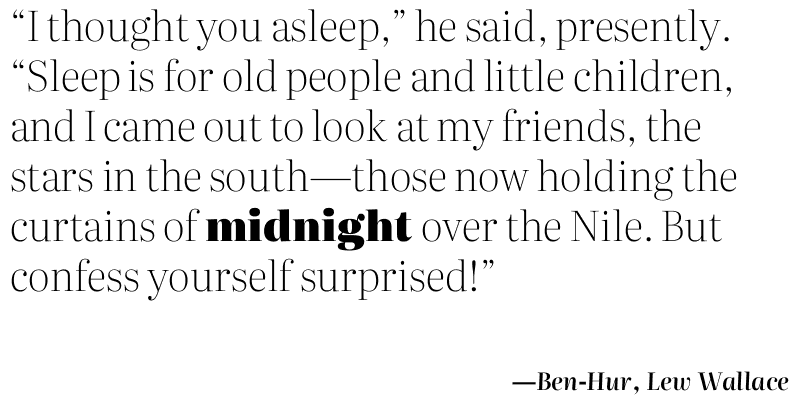 “I thought you asleep,” he said, presently.
“Sleep is for old people and little children,
and I came out to look at my friends, the
stars in the south—those now holding the
curtains of midnight over the Nile. But
confess yourself surprised!”
—Ben-Hur, Lew Wallace